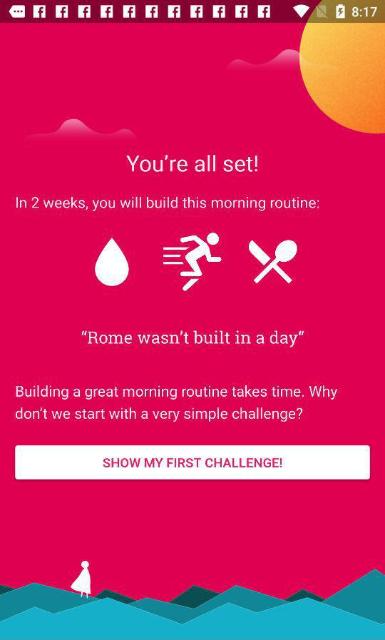 8:17
You're all set!
In 2 weeks, you will build this morning routine:
“Rome wasn't built in a day”
Building a great morning routine takes time. Why
don't we start with a very simple challenge?
SHOW MY FIRST CHALLENGE!